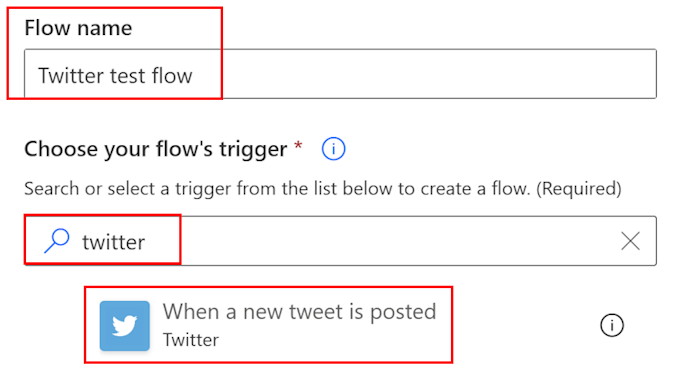 Flow name
Twitter test flow
Choose your flow's trigger *
Search or select a trigger from the list below to create a flow. (Required)
twitter
When a new tweet is posted
Twitter